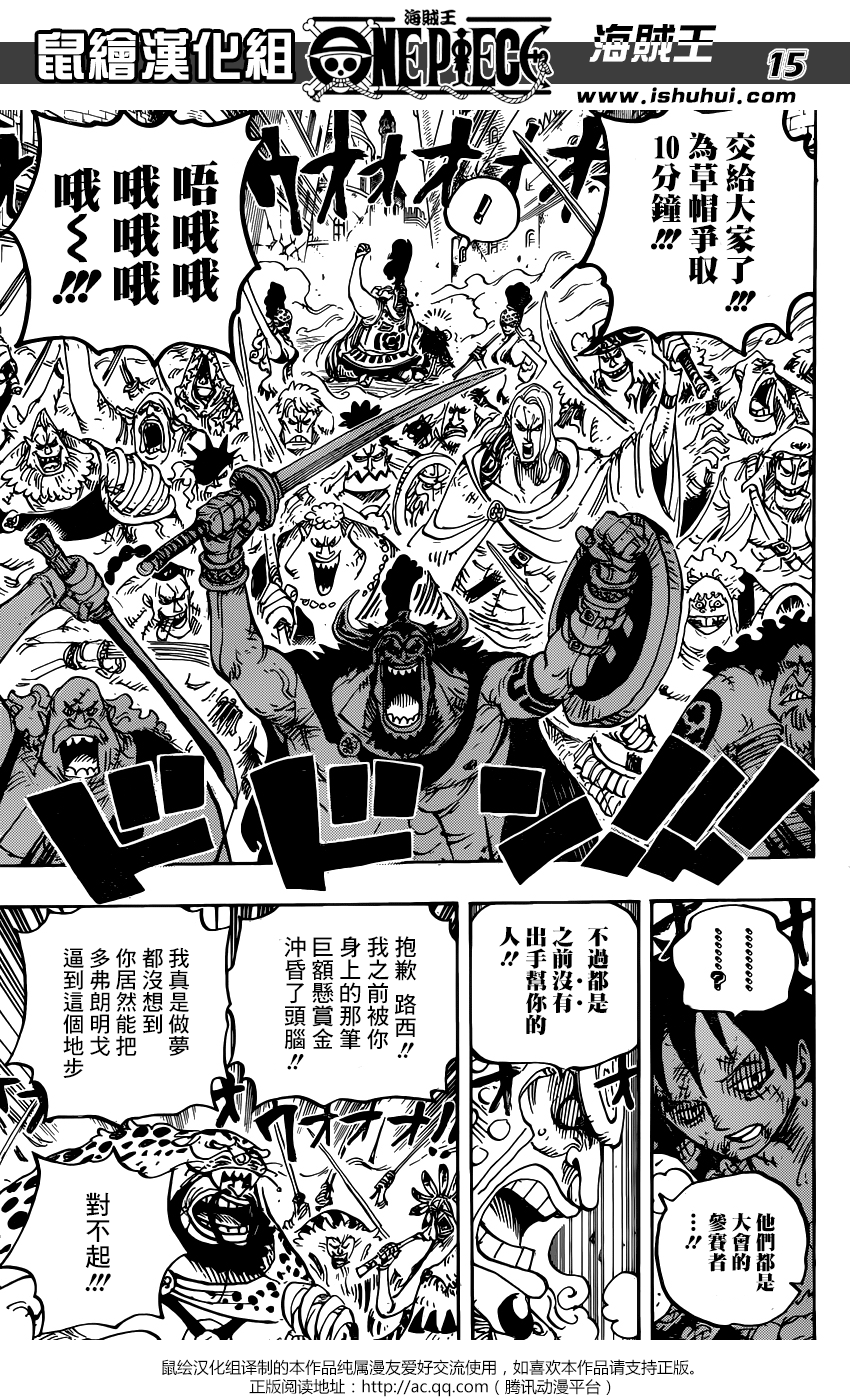 鼠繪漢化組
海賊王
ONE PIECE
海賊王
15
www.ishuhui.com
交給大家了!!!
為草帽爭取
10分鐘!!!
!
唔哦哦
哦哦哦
哦～!!!
ウオオオオオオ
ドドン!!!!
………
………?
他們都是
大會的
參賽者
…!!
不過都是
之前沒有
出手幫你的
人!!
抱歉 路西!!
我之前被你
身上的那筆
巨額懸賞金
沖昏了頭腦!!
我真是做夢
都沒想到
你居然能把
多弗朗明戈
逼到這個地步
ウオオオオ!!
對不起!!!
鼠绘汉化组译制的本作品纯属漫友爱好交流使用，如喜欢本作品请支持正版。
正版阅读地址：http://ac.qq.com（腾讯动漫平台）